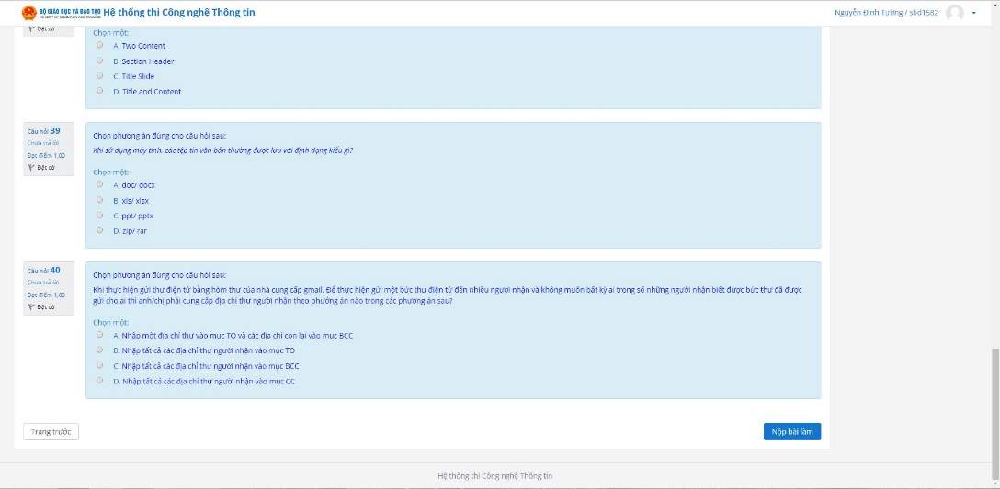 BỘ GIÁO DỤC VÀ ĐÀO TẠO
MINISTRY OF EDUCATION AND TRAINING
Hệ thống thi Công nghệ Thông tin
Nguyễn Đình Tường / sbd1582
Đặt cờ
Chọn một:
A. Two Content
B. Section Header
C. Title Slide
D. Title and Content
Câu hỏi 39
Chưa trả lời
Đạt điểm 1,00
Đặt cờ
Chọn phương án đúng cho câu hỏi sau:
Khi sử dụng máy tính, các tệp tin văn bản thường được lưu với định dạng kiểu gì?
Chọn một:
A. doc/ docx
B. xls/ xlsx
C. ppt/ pptx
D. zip/ rar
Câu hỏi 40
Chưa trả lời
Đạt điểm 1,00
Đặt cờ
Chọn phương án đúng cho câu hỏi sau:
Khi thực hiện gửi thư điện tử bằng hòm thư của nhà cung cấp gmail. Để thực hiện gửi một bức thư điện tử đến nhiều người nhận và không muốn bất kỳ ai trong số những người nhận biết được bức thư đã được
gửi cho ai thì anh/chị phải cung cấp địa chỉ thư người nhận theo phương án nào trong các phương án sau?
Chọn một:
A. Nhập một địa chỉ thư vào mục TO và các địa chỉ còn lại vào mục BCC
B. Nhập tất cả các địa chỉ thư người nhận vào mục TO
C. Nhập tất cả các địa chỉ thư người nhận vào mục BCC
D. Nhập tất cả các địa chỉ thư người nhận vào mục CC
Trang trước
Nộp bài làm
Hệ thống thi Công nghệ Thông tin